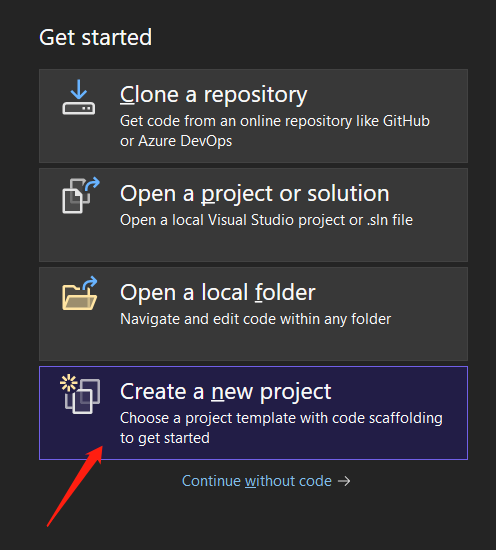 Get started
Clone a repository
Get code from an online repository like GitHub
or Azure DevOps
Open a project or solution
Open a local Visual Studio project or .sln file
Open a local folder
Navigate and edit code within any folder
Create a new project
Choose a project template with code scaffolding
to get started
Continue without code →